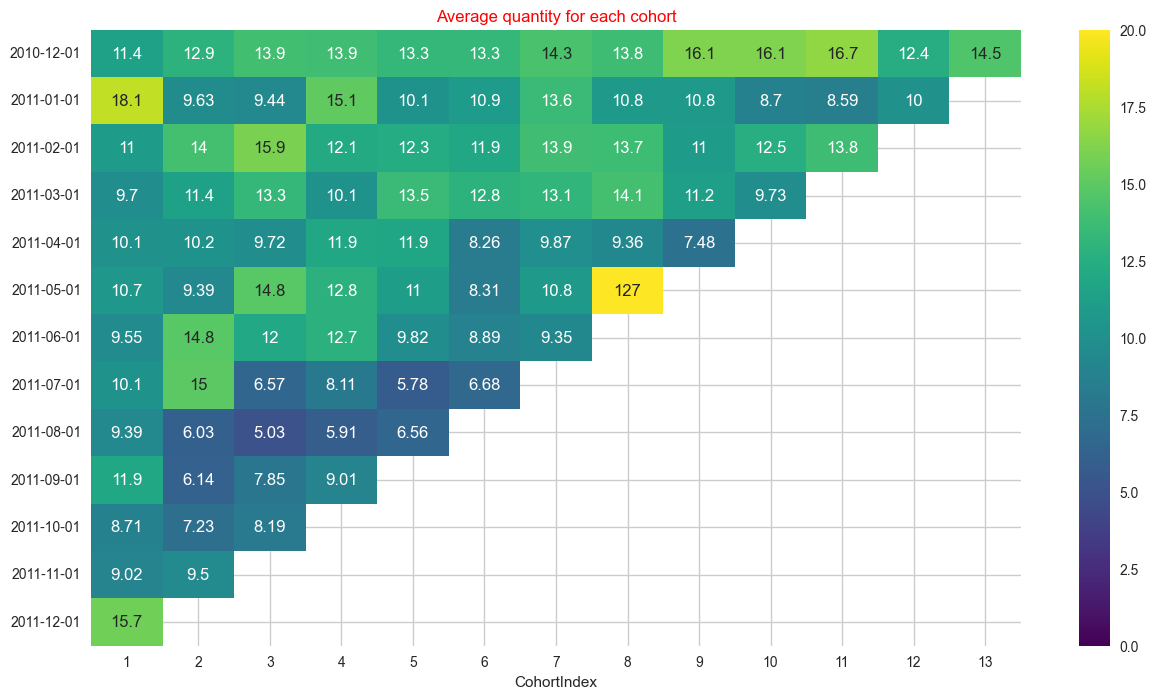 Average quantity for each cohort
2010-12-01 11.4 12.9 13.9 13.9 13.3 13.3 14.3 13.8 16.1 16.1 16.7 12.4 14.5
2011-01-01 18.1 9.63 9.44 15.1 10.1 10.9 13.6 10.8 10.8 8.7 8.59 10
2011-02-01 11 14 15.9 12.1 12.3 11.9 13.9 13.7 11 12.5 13.8
2011-03-01 9.7 11.4 13.3 10.1 13.5 12.8 13.1 14.1 11.2 9.73
2011-04-01 10.1 10.2 9.72 11.9 11.9 8.26 9.87 9.36 7.48
2011-05-01 10.7 9.39 14.8 12.8 11 8.31 10.8 127
2011-06-01 9.55 14.8 12 12.7 9.82 8.89 9.35
2011-07-01 10.1 15 6.57 8.11 5.78 6.68
2011-08-01 9.39 6.03 5.03 5.91 6.56
2011-09-01 11.9 6.14 7.85 9.01
2011-10-01 8.71 7.23 8.19
2011-11-01 9.02 9.5
2011-12-01 15.7
1 2 3 4 5 6 7 8 9 10 11 12 13
CohortIndex
20.0
17.5
15.0
12.5
10.0
7.5
5.0
2.5
0.0